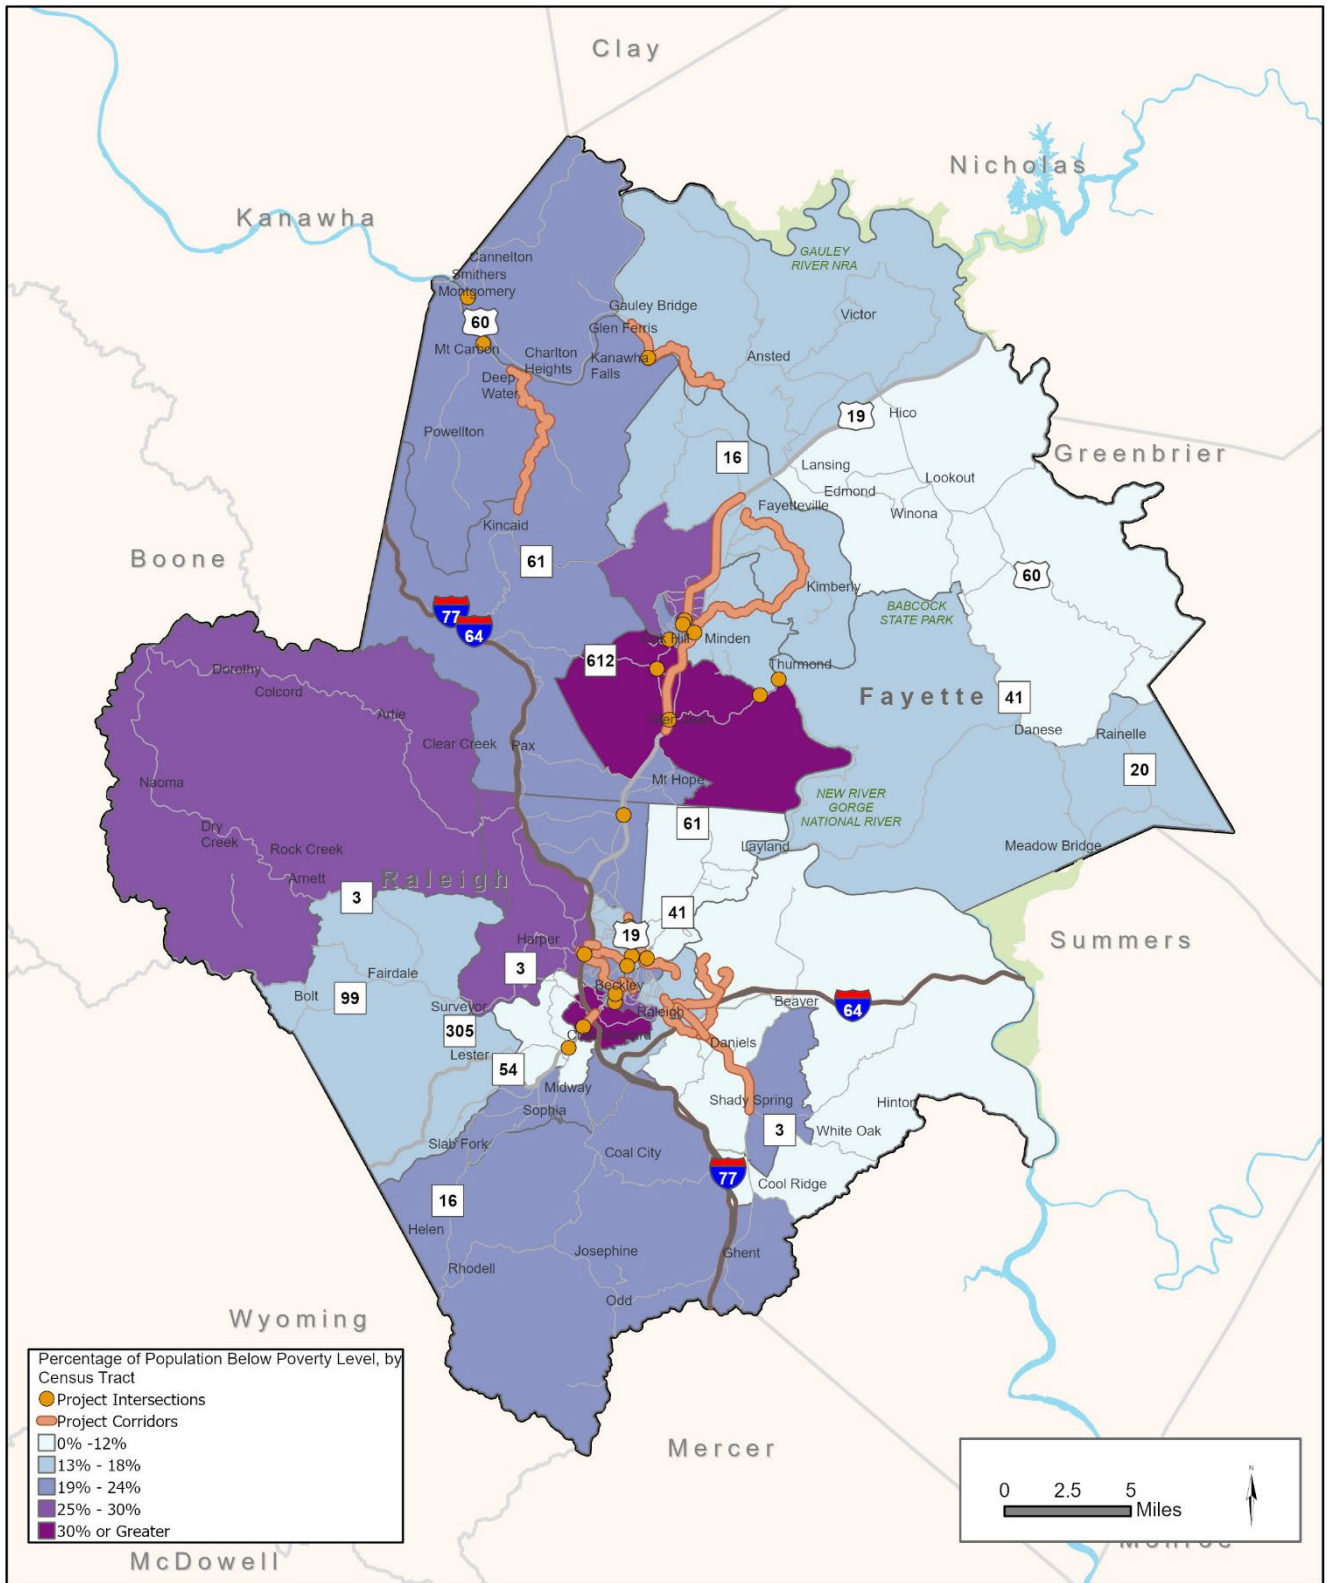 Clay
Nicholas
Kanawha
GAULEY
RIVER NRA
Cannelton
Smithers
Montgomery
Gauley Bridge
Victor
60
Glen Ferris
Mt Carbon
Charlton
Heights
Kanawha
Falls
Ansted
Deep
Water
19
Hico
Powellton
16
Greenbrier
Lansing
Lookout
Edmond
Fayetteville
Winona
Kincaid
Boone
61
60
Kimberly
77
BABCOCK
STATE PARK
64
Oak Hill
Minden
612
Thurmond
Dorothy
Fayette
41
Colcord
Artie
Danese
Rainelle
Clear Creek
Pax
20
Naoma
Mt Hope
NEW RIVER
GORGE
NATIONAL RIVER
61
Dry
Creek
Rock Creek
Layland
Meadow Bridge
Arnett
Raleigh
3
41
19
Harper
Summers
3
Fairdale
Bolt
99
Beckley
Surveyor
Beaver
64
Raleigh
305
Lester
Daniels
54
Midway
Shady Spring
Hinton
Sophia
3
White Oak
Slab Fork
Coal City
77
Cool Ridge
16
Helen
Josephine
Ghent
Rhodell
Odd
Wyoming
Percentage of Population Below Poverty Level, by
Census Tract
Project Intersections
Project Corridors
0% -12%
13% - 18%
19% - 24%
25% - 30%
30% or Greater
Mercer
N
0 2.5 5
Miles
McDowell